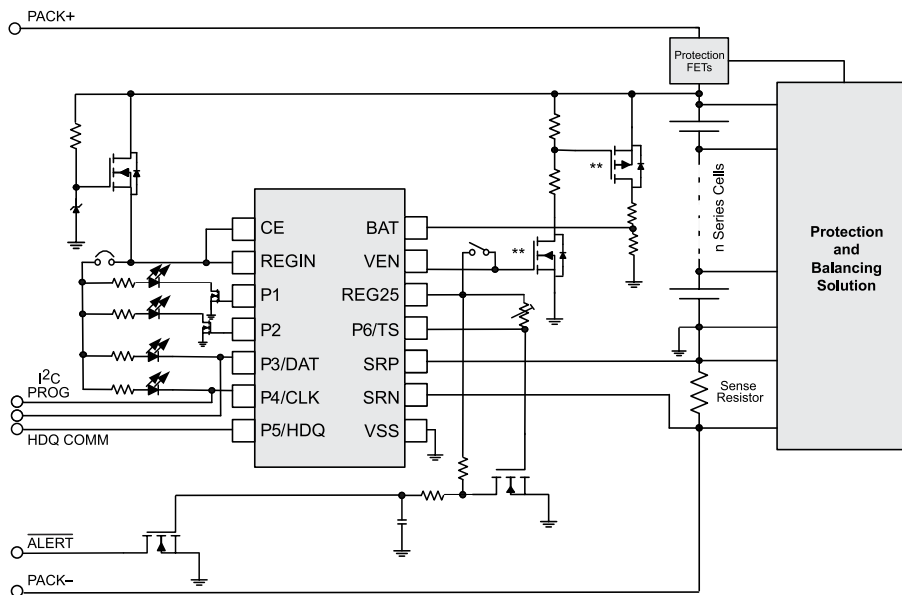 PACK+
Protection
FETs
n Series Cells
Protection
and
Balancing
Solution
**
**
CE
REGIN
P1
P2
P3/DAT
P4/CLK
P5/HDQ
BAT
VEN
REG25
P6/TS
SRP
SRN
VSS
I²C
PROG
HDQ COMM
Sense
Resistor
ALERT
PACK–